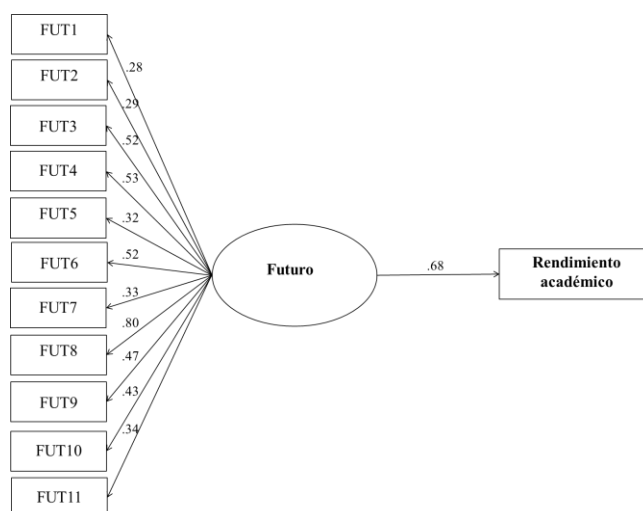 FUT1
.28
FUT2
.29
FUT3
.52
FUT4
.53
FUT5
.32
FUT6
.52
FUT7
.33
FUT8
.80
FUT9
.47
FUT10
.43
FUT11
.34
Futuro
.68
Rendimiento
académico